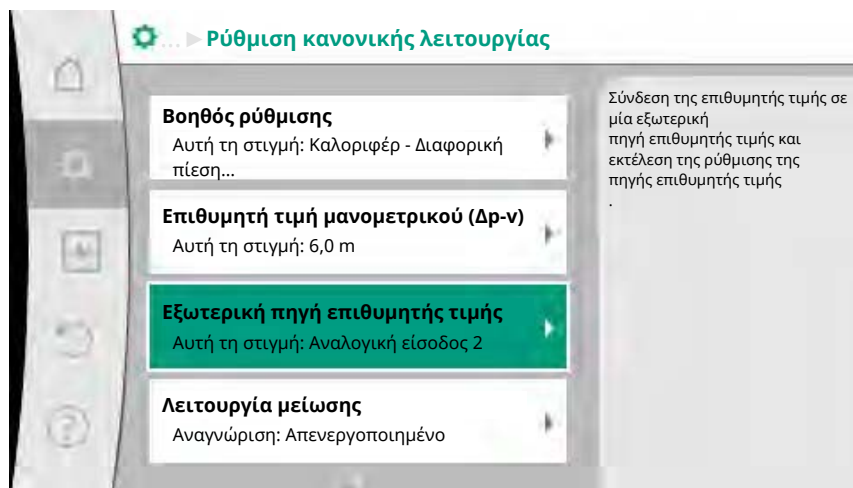 ... Ρύθμιση κανονικής λειτουργίας
Βοηθός ρύθμισης
Αυτή τη στιγμή: Καλοριφέρ - Διαφορική
πίεση...
Επιθυμητή τιμή μανομετρικού (Δp-v)
Αυτή τη στιγμή: 6,0 m
Εξωτερική πηγή επιθυμητής τιμής
Αυτή τη στιγμή: Αναλογική είσοδος 2
Λειτουργία μείωσης
Αναγνώριση: Απενεργοποιημένο
Σύνδεση της επιθυμητής τιμής σε
μία εξωτερική
πηγή επιθυμητής τιμής και
εκτέλεση της ρύθμισης της
πηγής επιθυμητής τιμής
.